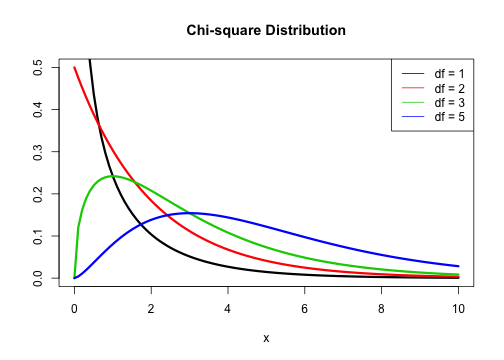 Chi-square Distribution
df = 1
df = 2
df = 3
df = 5
0.5
0.4
0.3
0.2
0.1
0.0
0 2 4 6 8 10
x